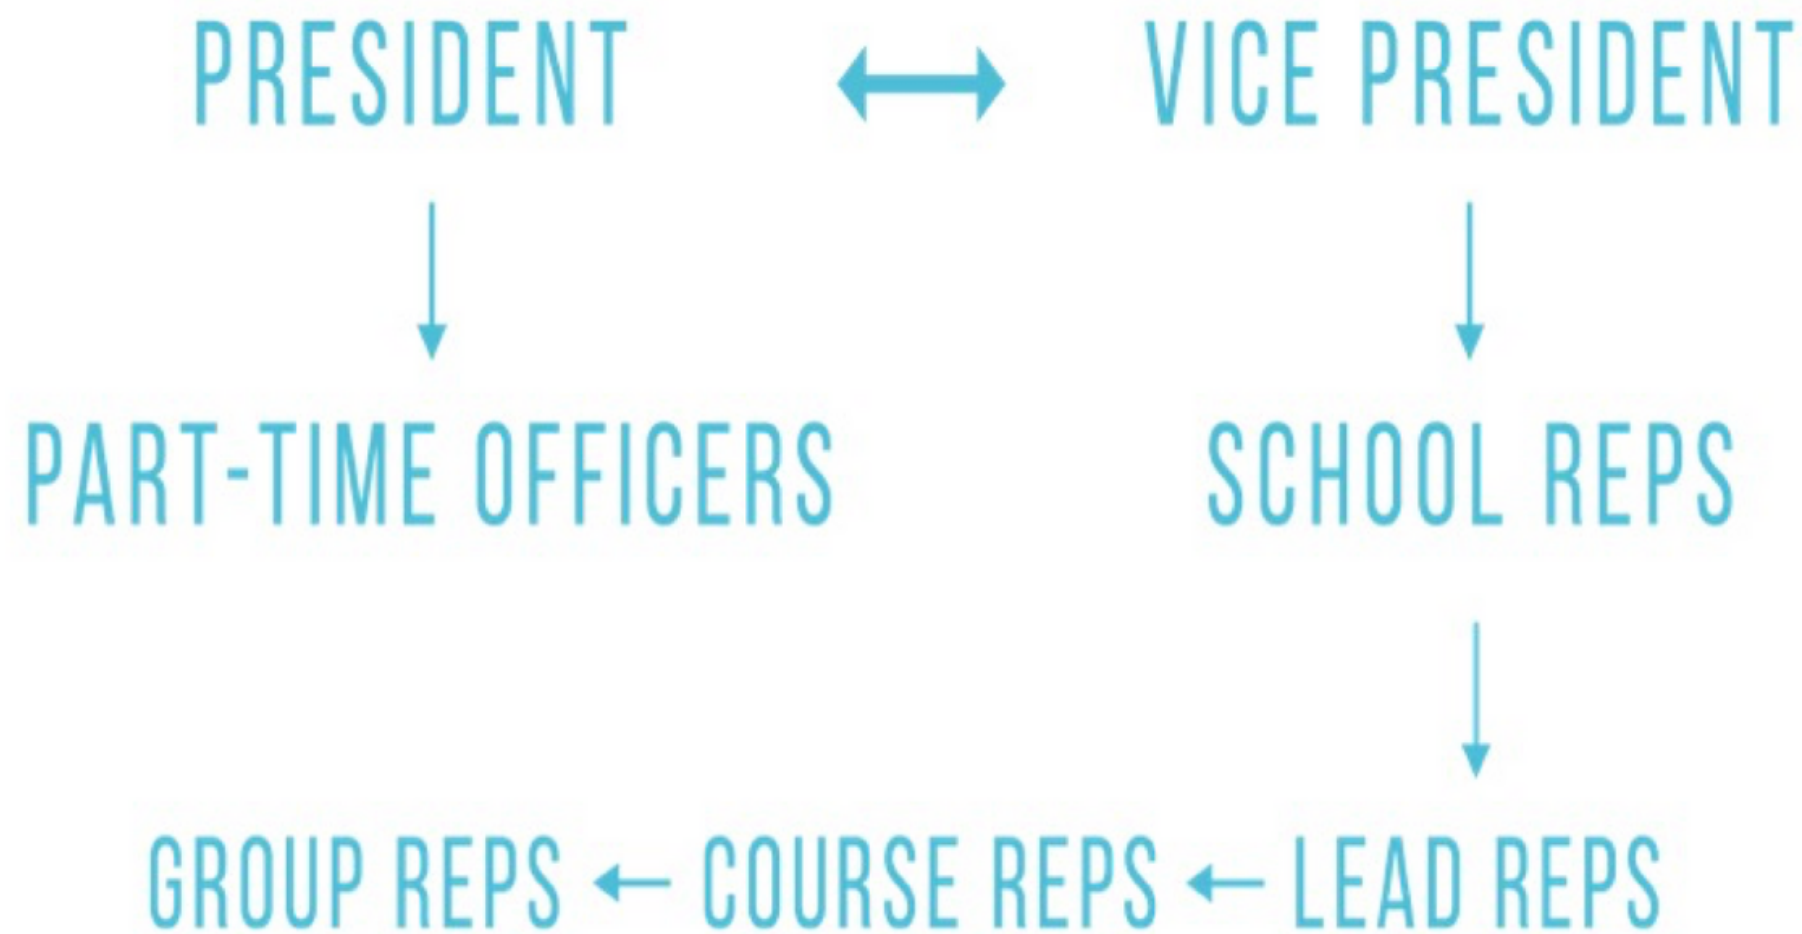 PRESIDENT
VICE PRESIDENT
PART-TIME OFFICERS
SCHOOL REPS
GROUP REPS
COURSE REPS
LEAD REPS